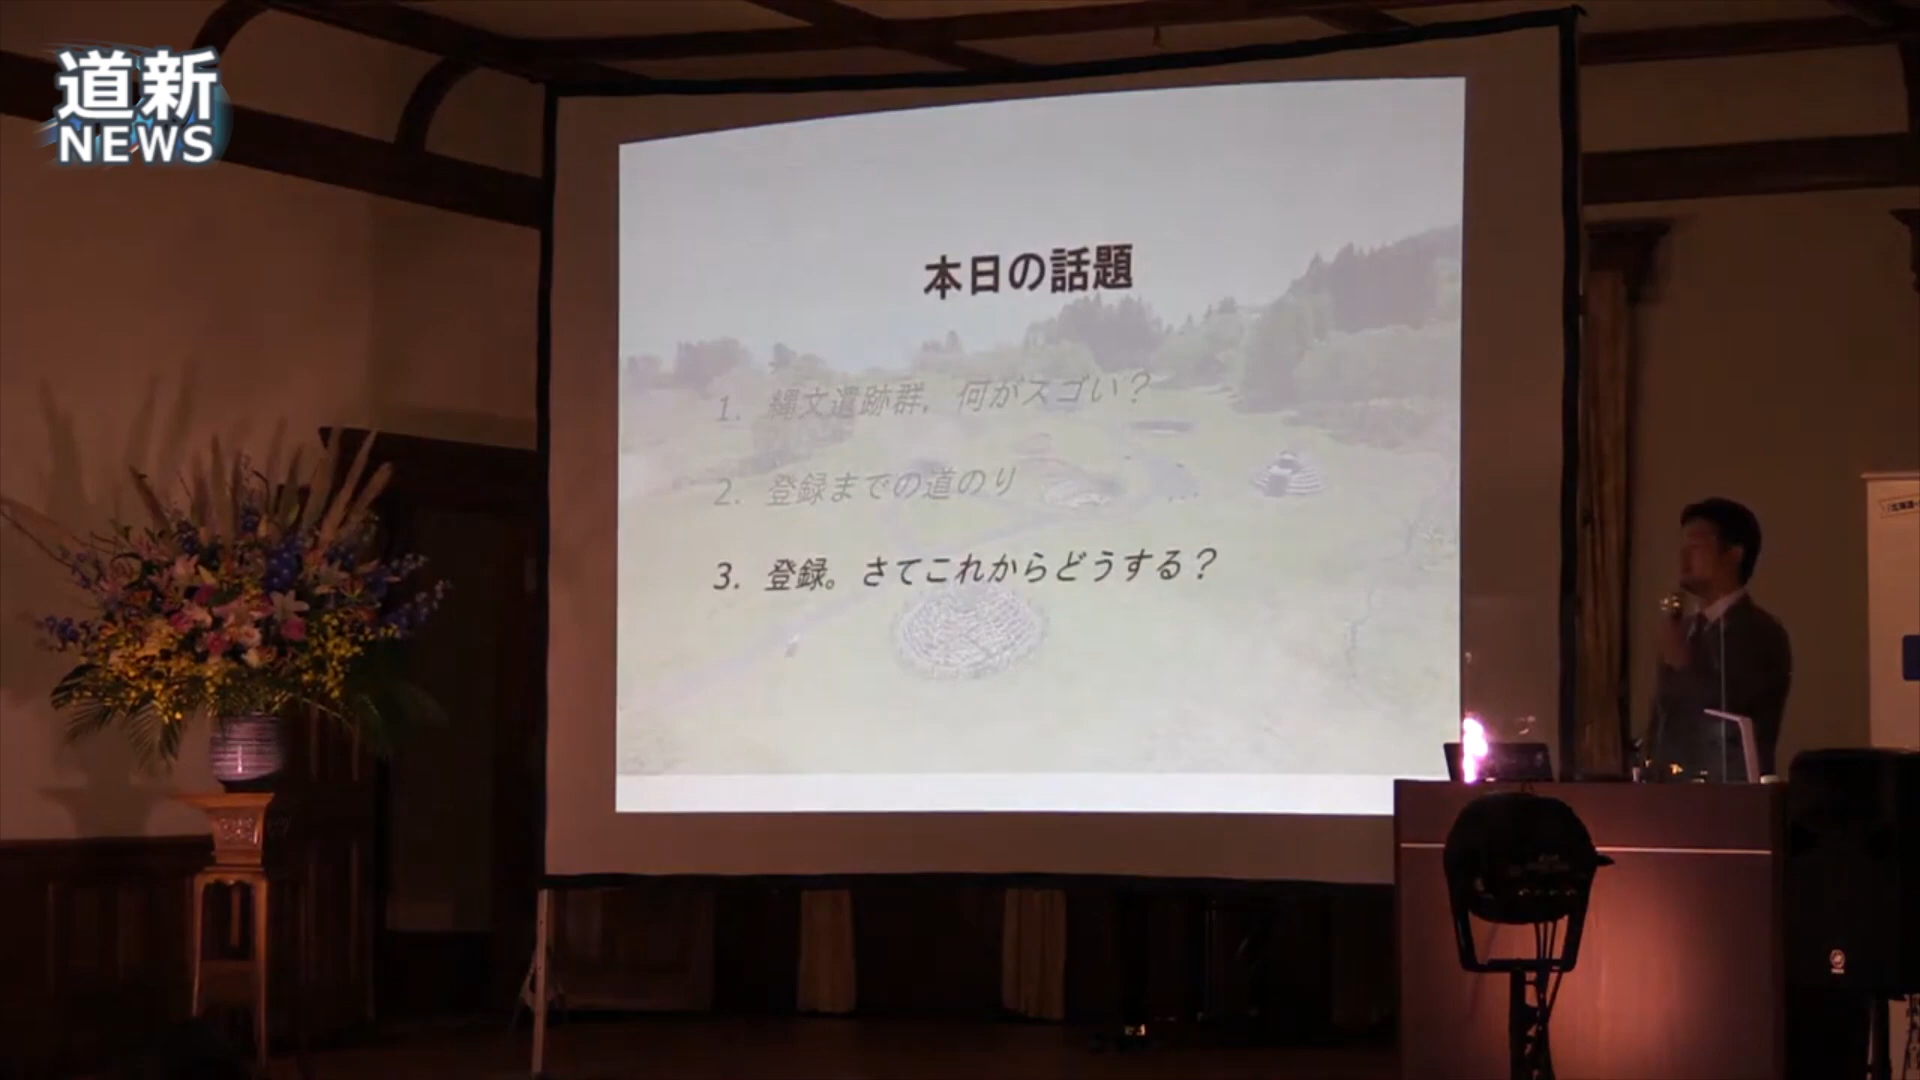 道新
NEWS
本日の話題
1. 縄文遺跡群，何がスゴい？
2. 登録までの道のり
3. 登録。さてこれからどうする？